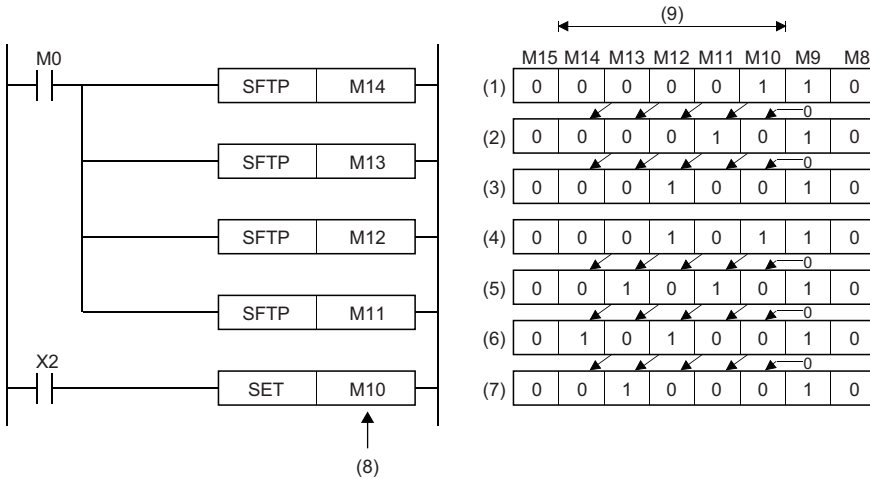 (9)
M0
M15 M14 M13 M12 M11 M10 M9 M8
SFTP M14
(1) 0 0 0 0 0 1 1 0
0
(2) 0 0 0 0 1 0 1 0
SFTP M13
0
(3) 0 0 0 1 0 0 1 0
SFTP M12
(4) 0 0 0 1 0 1 1 0
0
(5) 0 0 1 0 1 0 1 0
SFTP M11
0
(6) 0 1 0 1 0 0 1 0
X2
0
SET M10
(7) 0 0 1 0 0 0 1 0
(8)